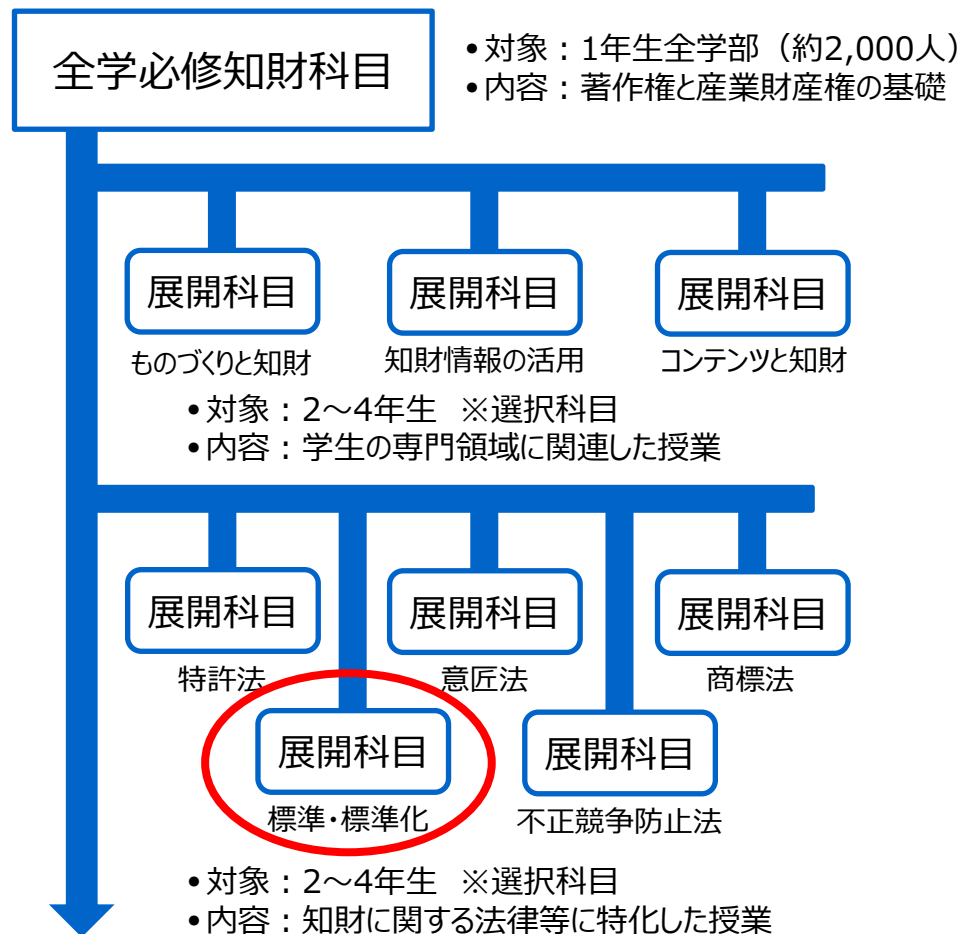 全学必修知財科目
•対象：1年生全学部（約2,000人）
•内容：著作権と産業財産権の基礎
展開科目
展開科目
展開科目
ものづくりと知財
知財情報の活用
コンテンツと知財
•対象：2～4年生　※選択科目
•内容：学生の専門領域に関連した授業
展開科目
展開科目
展開科目
特許法
意匠法
商標法
展開科目
展開科目
標準・標準化
不正競争防止法
•対象：2～4年生　※選択科目
•内容：知財に関する法律等に特化した授業